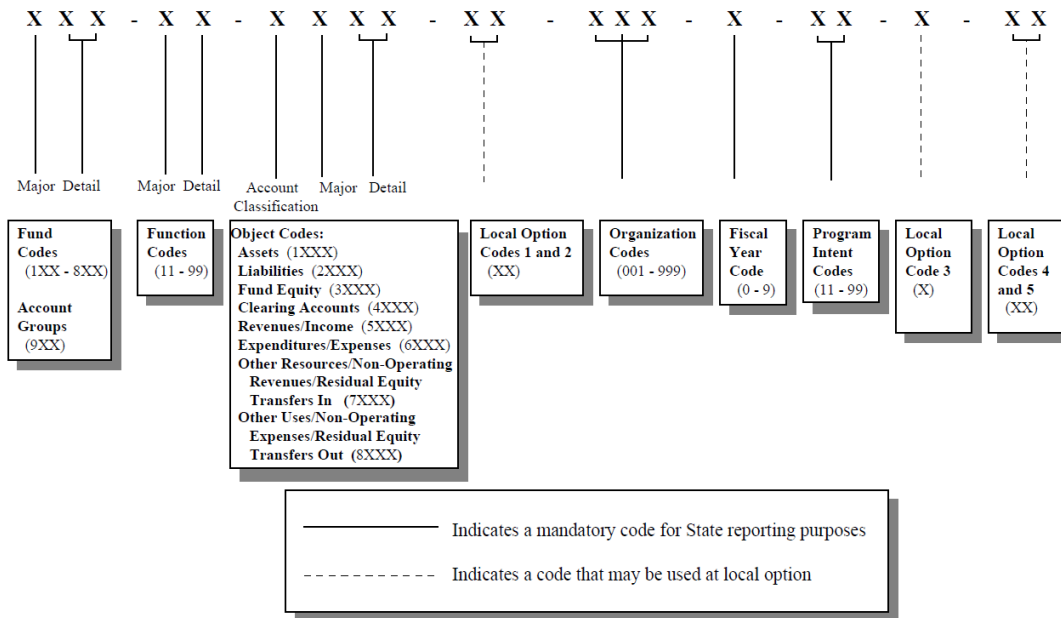 X X X - X X - X X X X - X X - X X X - X - X X - X - X X
Major Detail
Major Detail
Account
Classification
Major Detail
Fund
Codes
(1XX - 8XX)
Account
Groups
(9XX)
Function
Codes
(11 - 99)
Object Codes:
Assets (1XXX)
Liabilities (2XXX)
Fund Equity (3XXX)
Clearing Accounts (4XXX)
Revenues/Income (5XXX)
Expenditures/Expenses (6XXX)
Other Resources/Non-Operating
Revenues/Residual Equity
Transfers In (7XXX)
Other Uses/Non-Operating
Expenses/Residual Equity
Transfers Out (8XXX)
Local Option
Codes 1 and 2
(XX)
Organization
Codes
(001 - 999)
Fiscal
Year
Code
(0 - 9)
Program
Intent
Codes
(11 - 99)
Local
Option
Code 3
(X)
Local
Option
Codes 4
and 5
(XX)
Indicates a mandatory code for State reporting purposes
Indicates a code that may be used at local option